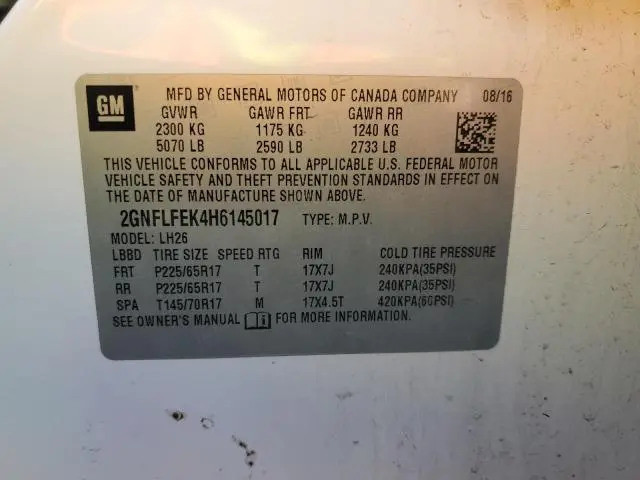 GM
MFD BY GENERAL MOTORS OF CANADA COMPANY 08/16
GVWR GAWR FRT GAWR RR
2300 KG 1175 KG 1240 KG
5070 LB 2590 LB 2733 LB
THIS VEHICLE CONFORMS TO ALL APPLICABLE U.S. FEDERAL MOTOR
VEHICLE SAFETY AND THEFT PREVENTION STANDARDS IN EFFECT
ON THE DATE OF MANUFACTURE SHOWN ABOVE.
2GNFLFEK4H6145017 TYPE: M.P.V.
MODEL: LH26
LBBD TIRE SIZE SPEED RTG RIM COLD TIRE PRESSURE
FRT P225/65R17 T 17X7J 240KPA(35PSI)
RR P225/65R17 T 17X7J 240KPA(35PSI)
SPA T145/70R17 M 17X4.5T 420KPA(60PSI)
SEE OWNER'S MANUAL FOR MORE INFORMATION.